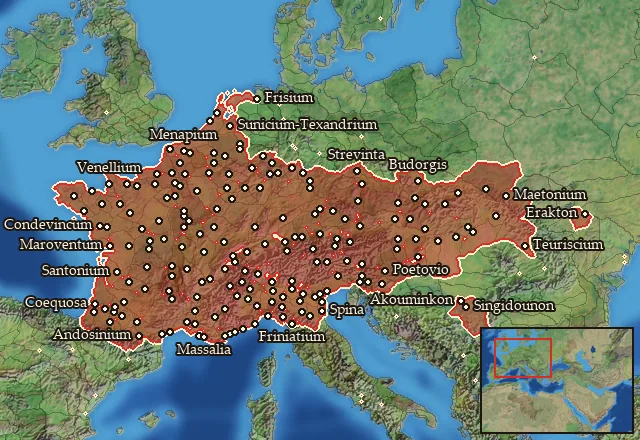 Frisium
Sunicium-Texandrium
Menapium
Strevinta
Budorgis
Venellium
Maetonium
Erakton
Condevincum
Maroventum
Teuriscium
Santonium
Poetovio
Coequosa
Akouminkon
Singidounon
Spina
Andosinium
Friniatium
Massalia